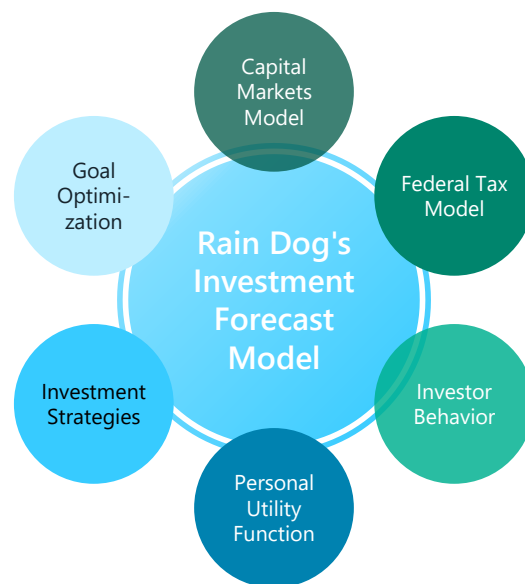 Capital
Markets
Model
Goal
Optimi-
zation
Federal Tax
Model
Rain Dog's
Investment
Forecast
Model
Investment
Strategies
Investor
Behavior
Personal
Utility
Function